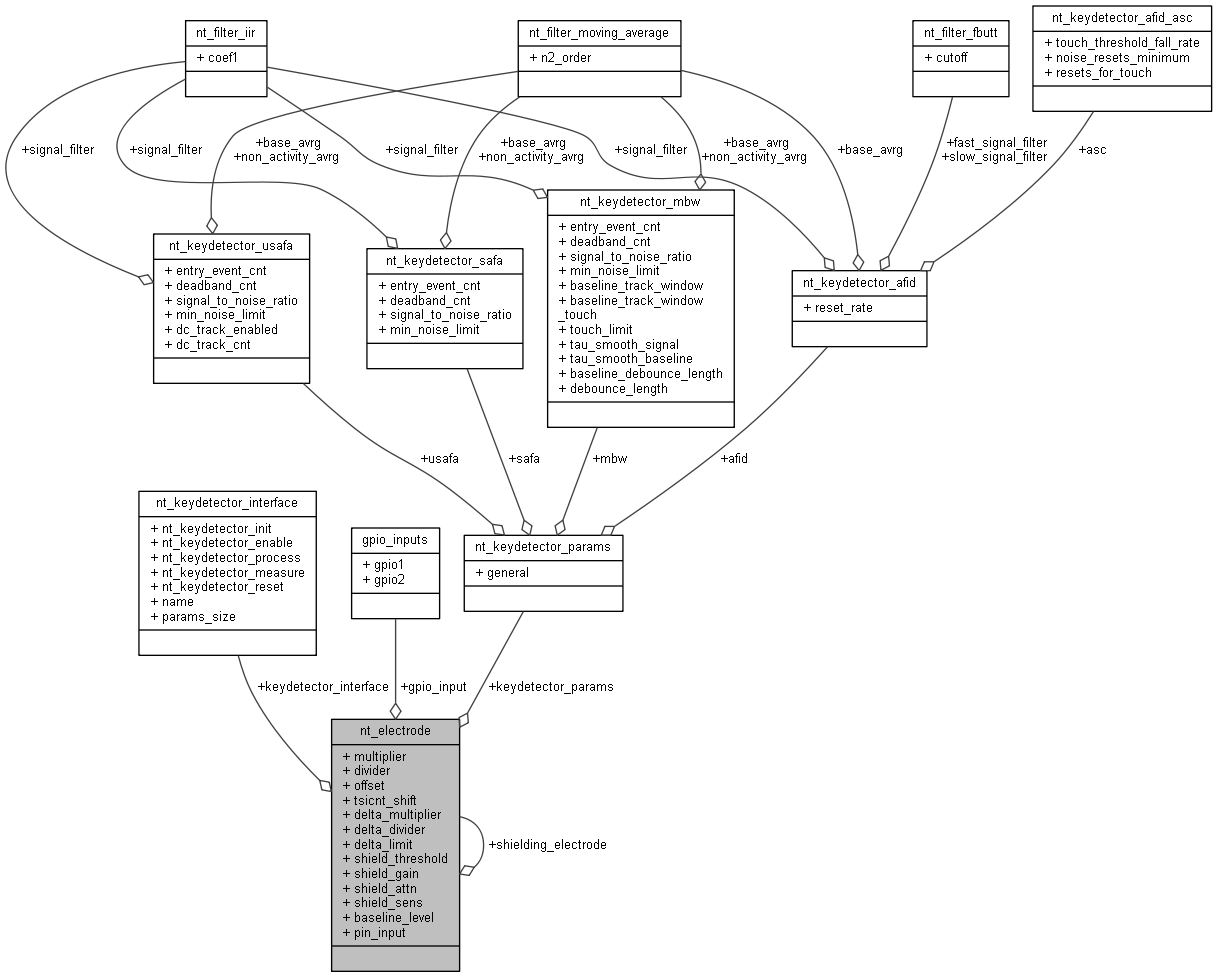 nt_filter_iir
+ coef1
nt_filter_moving_average
+ n2_order
nt_filter_fbutt
+ cutoff
nt_keydetector_afid_asc
+ touch_threshold_fall_rate
+ noise_resets_minimum
+ resets_for_touch
+signal_filter
+signal_filter
+base_avrg
+non_activity_avrg
+signal_filter
+base_avrg
+non_activity_avrg
+signal_filter
+base_avrg
+non_activity_avrg
+base_avrg
+fast_signal_filter
+slow_signal_filter
+asc
nt_keydetector_usafa
+ entry_event_cnt
+ deadband_cnt
+ signal_to_noise_ratio
+ min_noise_limit
+ dc_track_enabled
+ dc_track_cnt
nt_keydetector_safa
+ entry_event_cnt
+ deadband_cnt
+ signal_to_noise_ratio
+ min_noise_limit
nt_keydetector_mbw
+ entry_event_cnt
+ deadband_cnt
+ signal_to_noise_ratio
+ min_noise_limit
+ baseline_track_window
+ baseline_track_window
_touch
+ touch_limit
+ tau_smooth_signal
+ tau_smooth_baseline
+ baseline_debounce_length
+ debounce_length
nt_keydetector_afid
+ reset_rate
+usafa
+safa
+mbw
+afid
nt_keydetector_interface
+ nt_keydetector_init
+ nt_keydetector_enable
+ nt_keydetector_process
+ nt_keydetector_measure
+ nt_keydetector_reset
+ name
+ params_size
gpio_inputs
+ gpio1
+ gpio2
nt_keydetector_params
+ general
+keydetector_interface
+gpio_input
+keydetector_params
nt_electrode
+ multiplier
+ divider
+ offset
+ tsicnt_shift
+ delta_multiplier
+ delta_divider
+ delta_limit
+ shield_threshold
+ shield_gain
+ shield_attn
+ shield_sens
+ baseline_level
+ pin_input
+shielding_electrode